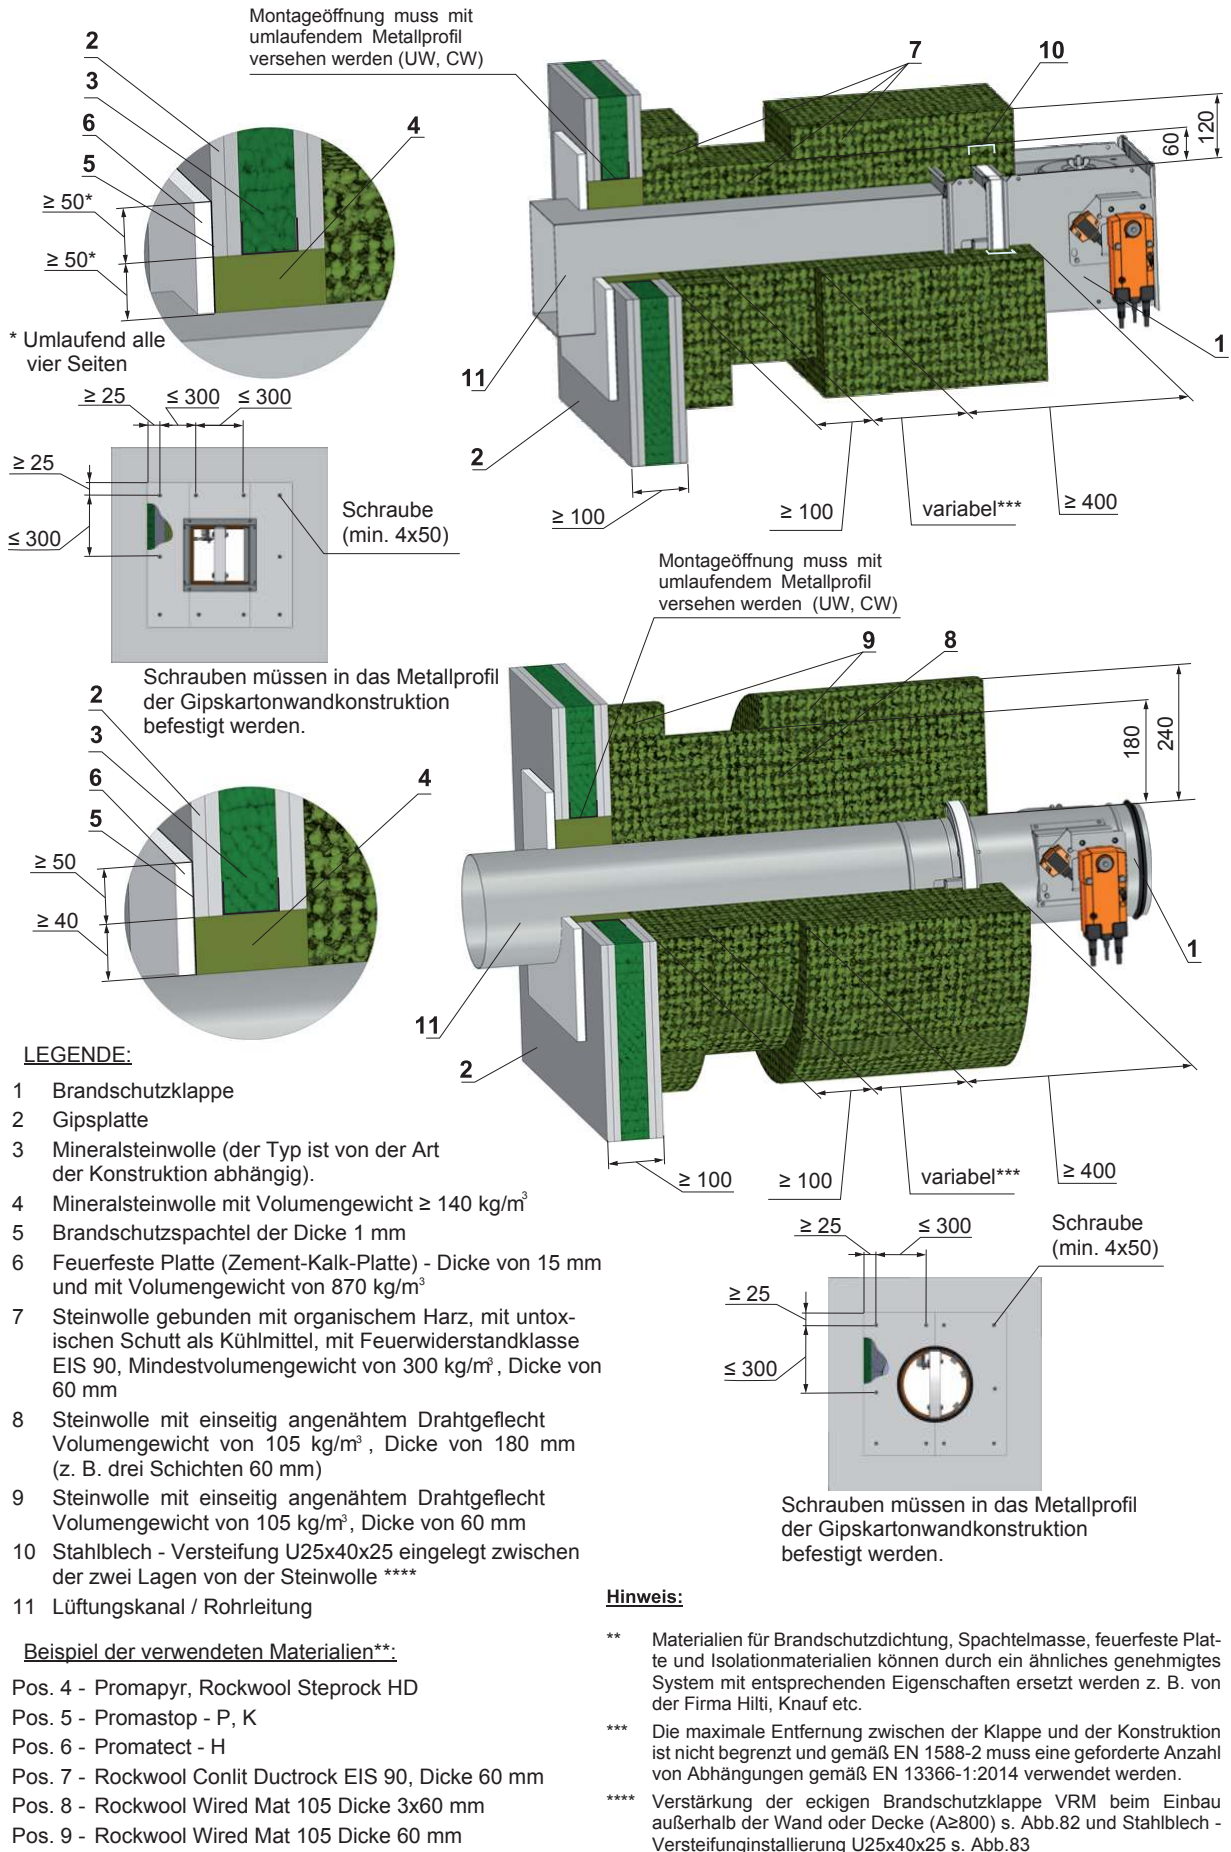 Montageöffnung muss mit
umlaufendem Metallprofil
versehen werden (UW, CW)
2
3
6
5
4
7
10
120
60
≥ 50*
≥ 50*
* Umlaufend alle
vier Seiten
1
11
2
≥ 25
≤ 300
≤ 300
≥ 25
≤ 300
Schraube
(min. 4x50)
≥ 100
≥ 100
variabel***
≥ 400
Schrauben müssen in das Metallprofil
der Gipskartonwandkonstruktion
befestigt werden.
Montageöffnung muss mit
umlaufendem Metallprofil
versehen werden (UW, CW)
2
3
6
5
4
9
8
180
240
≥ 50
≥ 40
1
11
2
≥ 100
≥ 100
variabel***
≥ 400
≥ 25
≤ 300
≥ 25
≤ 300
Schraube
(min. 4x50)
Schrauben müssen in das Metallprofil
der Gipskartonwandkonstruktion
befestigt werden.
LEGENDE:
1 Brandschutzklappe
2 Gipsplatte
3 Mineralsteinwolle (der Typ ist von der Art
der Konstruktion abhängig).
4 Mineralsteinwolle mit Volumengewicht ≥ 140 kg/m³
5 Brandschutzspachtel der Dicke 1 mm
6 Feuerfeste Platte (Zement-Kalk-Platte) - Dicke von 15 mm
und mit Volumengewicht von 870 kg/m³
7 Steinwolle gebunden mit organischem Harz, mit untox-
ischen Schutt als Kühlmittel, mit Feuerwiderstandklasse
EIS 90, Mindestvolumengewicht von 300 kg/m³, Dicke von
60 mm
8 Steinwolle mit einseitig angenähtem Drahtgeflecht
Volumengewicht von 105 kg/m³ , Dicke von 180 mm
(z. B. drei Schichten 60 mm)
9 Steinwolle mit einseitig angenähtem Drahtgeflecht
Volumengewicht von 105 kg/m³, Dicke von 60 mm
10 Stahlblech - Versteifung U25x40x25 eingelegt zwischen
der zwei Lagen von der Steinwolle ****
11 Lüftungskanal / Rohrleitung
Beispiel der verwendeten Materialien**:
Pos. 4 - Promapyr, Rockwool Steprock HD
Pos. 5 - Promastop - P, K
Pos. 6 - Promatect - H
Pos. 7 - Rockwool Conlit Ductrock EIS 90, Dicke 60 mm
Pos. 8 - Rockwool Wired Mat 105 Dicke 3x60 mm
Pos. 9 - Rockwool Wired Mat 105 Dicke 60 mm
Hinweis:
** Materialien für Brandschutzdichtung, Spachtelmasse, feuerfeste Plat-
te und Isolationmaterialien können durch ein ähnliches genehmigtes
System mit entsprechenden Eigenschaften ersetzt werden z. B. von
der Firma Hilti, Knauf etc.
*** Die maximale Entfernung zwischen der Klappe und der Konstruktion
ist nicht begrenzt und gemäß EN 1588-2 muss eine geforderte Anzahl
von Abhängungen gemäß EN 13366-1:2014 verwendet werden.
**** Verstärkung der eckigen Brandschutzklappe VRM beim Einbau
außerhalb der Wand oder Decke (A≥800) s. Abb.82 und Stahlblech -
Versteifunginstallierung U25x40x25 s. Abb.83